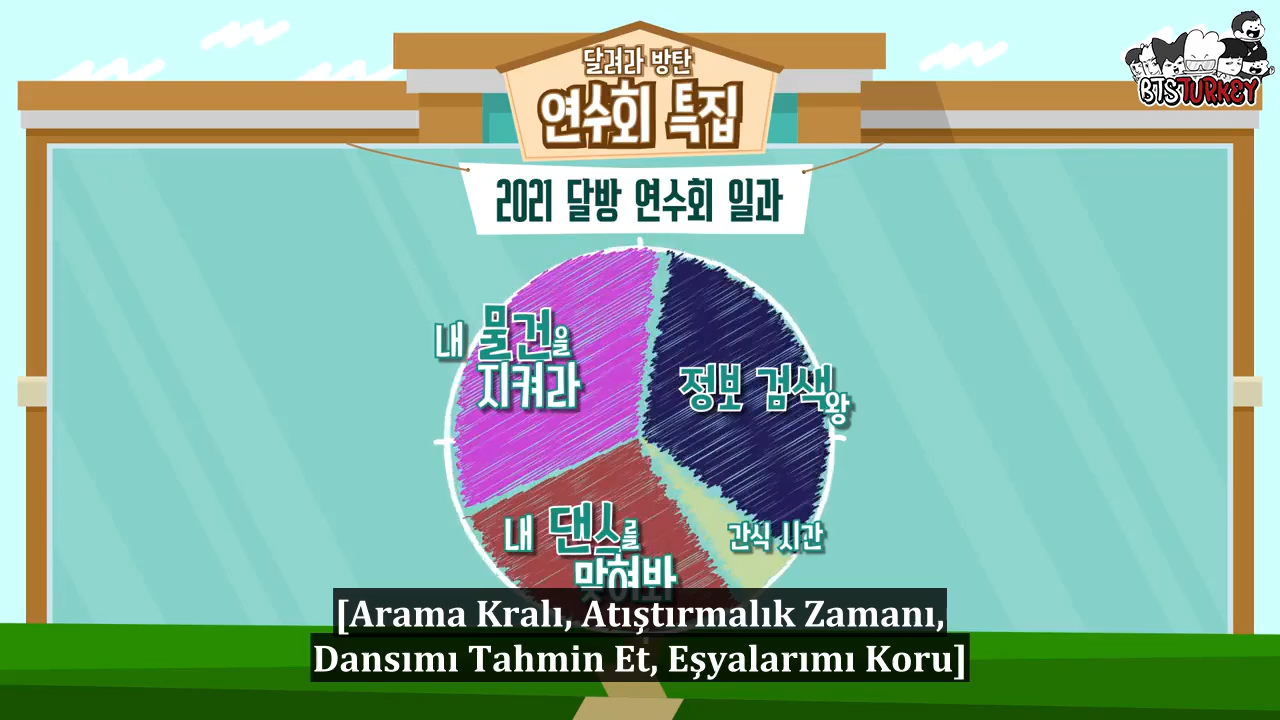 달려라 방탄
연수회 특집
BTSTURKEY
2021 달방 연수회 일과
내 물건을
지켜라
정보 검색왕
내 댄스를
맞혀봐
간식 시간
[Arama Kralı, Atıştırmalık Zamanı,
Dansımı Tahmin Et, Eşyalarımı Koru]